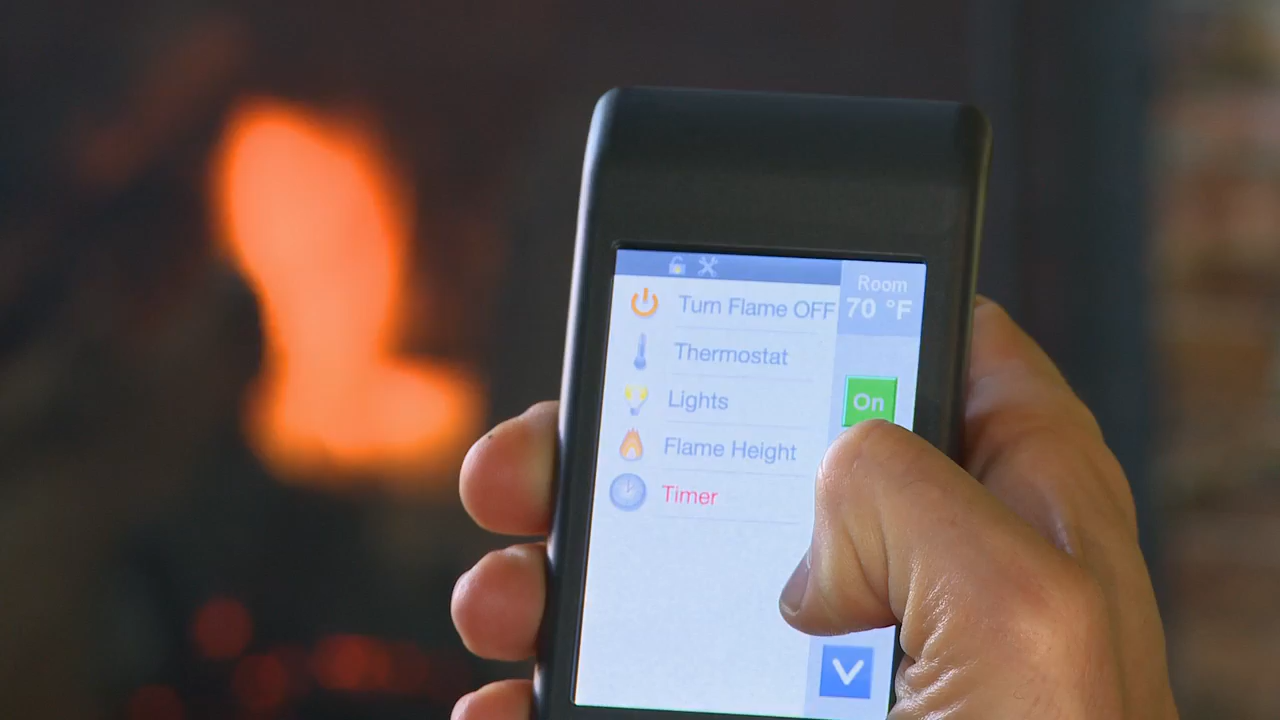 Room
70 °F
Turn Flame OFF
Thermostat
On
Lights
Flame Height
Timer